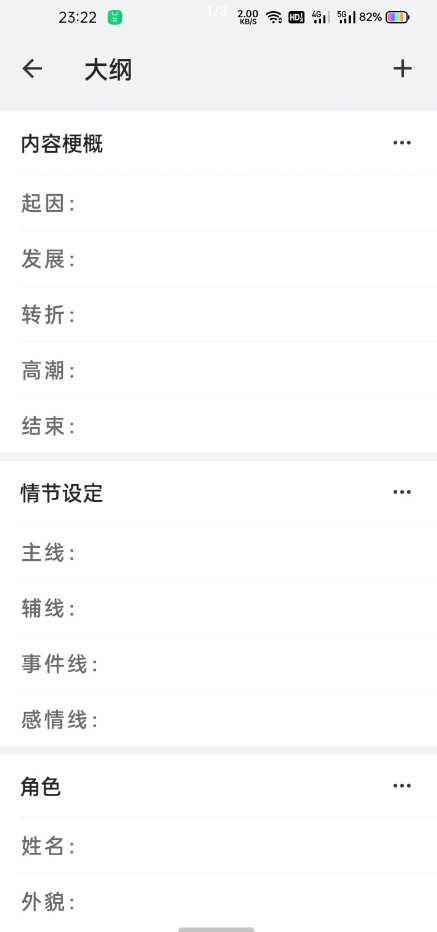 23:22 1/3 2.00 KB/S HD 4G 5G 82%
大纲
内容梗概
起因:
发展:
转折:
高潮:
结束:
情节设定
主线:
辅线:
事件线:
感情线:
角色
姓名:
外貌: